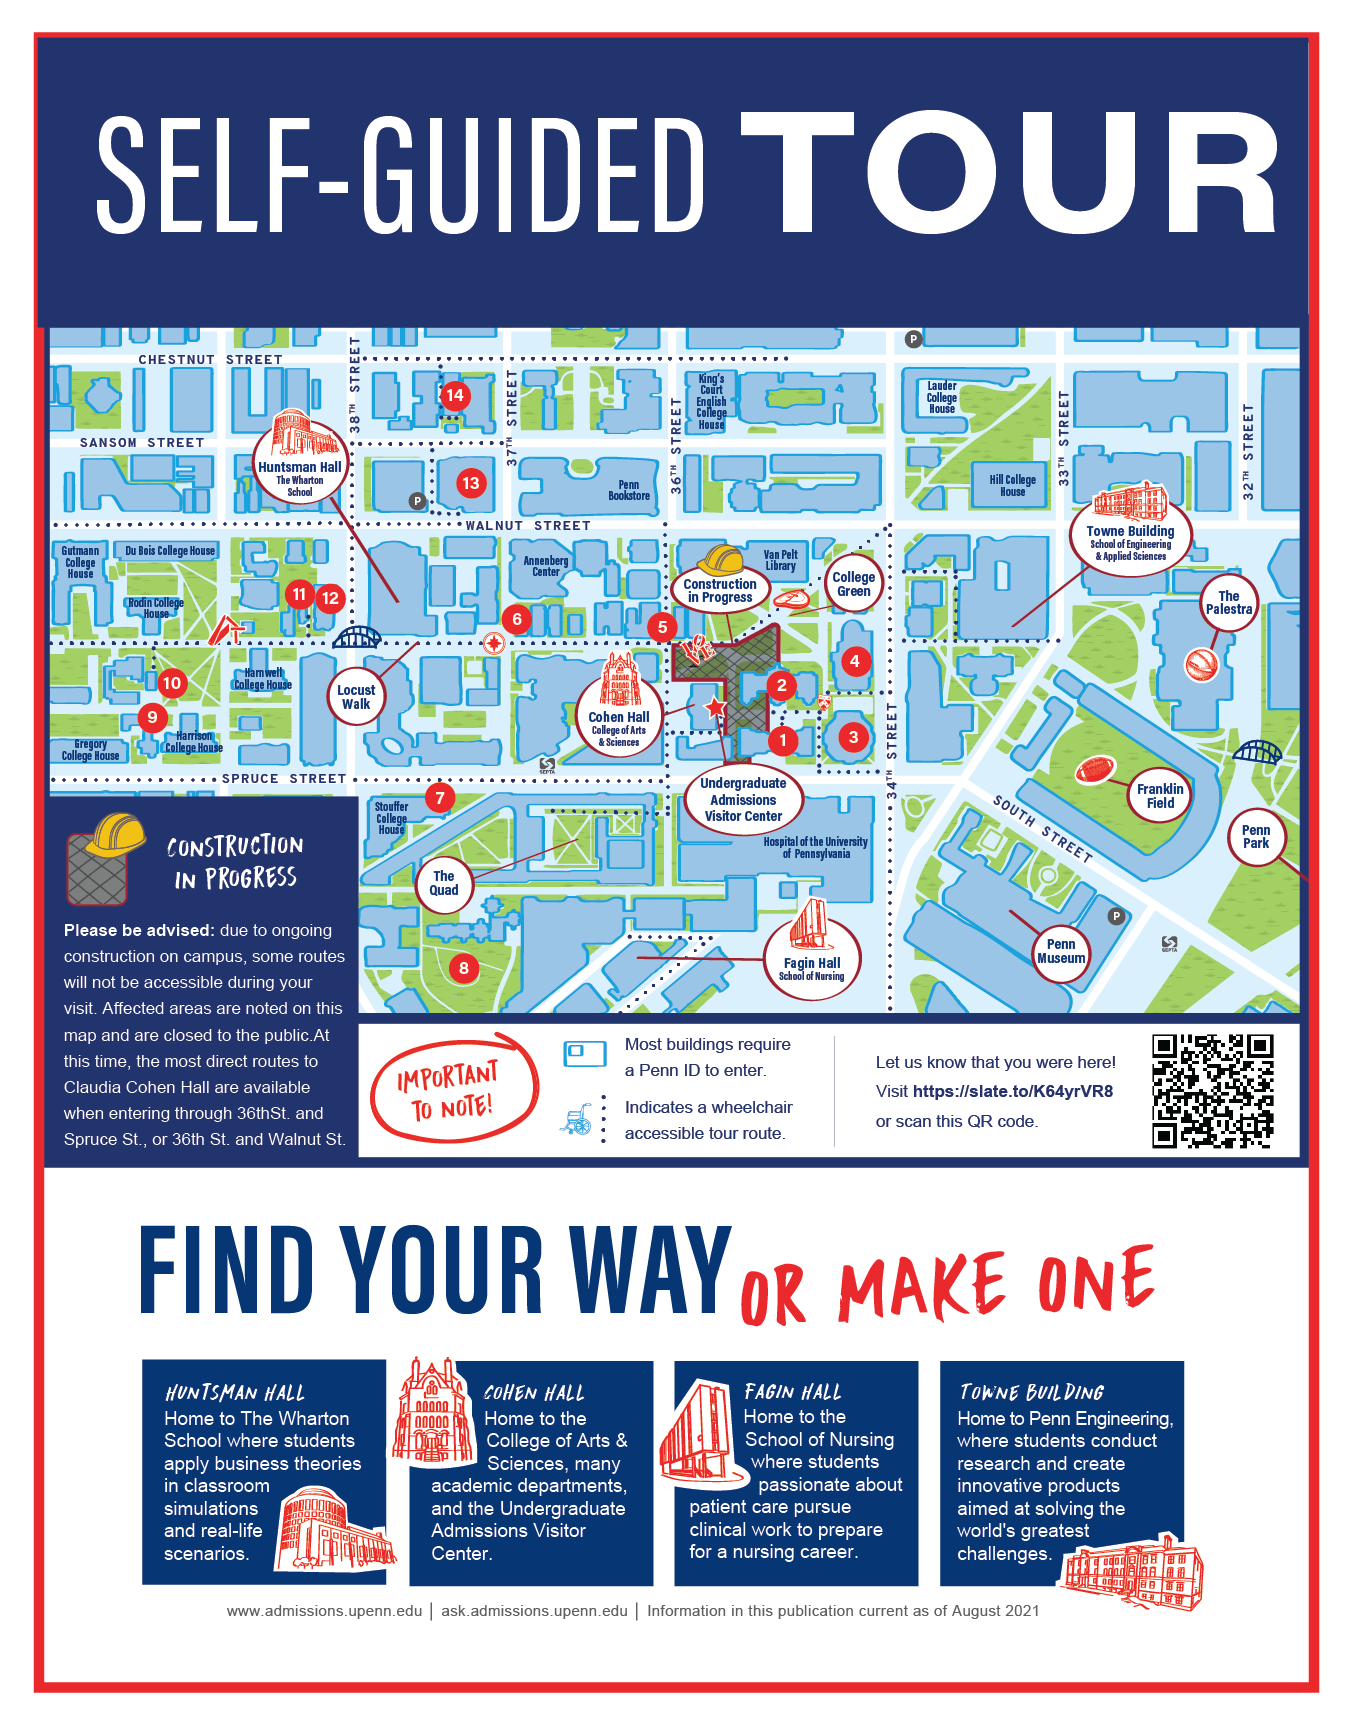 SELF-GUIDED TOUR
CHESTNUT STREET
38TH STREET
37TH STREET
36TH STREET
33TH STREET
32TH STREET
P
14
King's
Court
English
College
House
Lauder
College
House
SANSOM STREET
Huntsman Hall
The Wharton
School
P
13
Penn
Bookstore
Hill College
House
WALNUT STREET
Towne Building
School of Engineering
& Applied Sciences
Gutmann
College
House
Du Bois College House
Rodin College
House
11
12
Annenberg
Center
6
5
Construction
in Progress
Van Pelt
Library
College
Green
The
Palestra
LOVE
4
2
10
9
Harnwell
College House
Locust
Walk
Cohen Hall
College of Arts
& Sciences
Gregory
College House
Harrison
College House
1
3
34TH STREET
SEPTA
SPRUCE STREET
Undergraduate
Admissions
Visitor Center
Franklin
Field
Penn
Park
SOUTH STREET
Stouffer
College
House
7
Hospital of the University
of Pennsylvania
The
Quad
8
Fagin Hall
School of Nursing
Penn
Museum
P
SEPTA
CONSTRUCTION
IN PROGRESS
Please be advised: due to ongoing
construction on campus, some routes
will not be accessible during your
visit. Affected areas are noted on this
map and are closed to the public.At
this time, the most direct routes to
Claudia Cohen Hall are available
when entering through 36thSt. and
Spruce St., or 36th St. and Walnut St.
IMPORTANT
TO NOTE!
Most buildings require
a Penn ID to enter.
Indicates a wheelchair
accessible tour route.
Let us know that you were here!
Visit https://slate.to/K64yrVR8
or scan this QR code.
FIND YOUR WAY OR MAKE ONE
HUNTSMAN HALL
Home to The Wharton
School where students
apply business theories
in classroom
simulations
and real-life
scenarios.
COHEN HALL
Home to the
College of Arts &
Sciences, many
academic departments,
and the Undergraduate
Admissions Visitor
Center.
FAGIN HALL
Home to the
School of Nursing
where students
passionate about
patient care pursue
clinical work to prepare
for a nursing career.
TOWNE BUILDING
Home to Penn Engineering,
where students conduct
research and create
innovative products
aimed at solving the
world's greatest
challenges.
www.admissions.upenn.edu | ask.admissions.upenn.edu | Information in this publication current as of August 2021